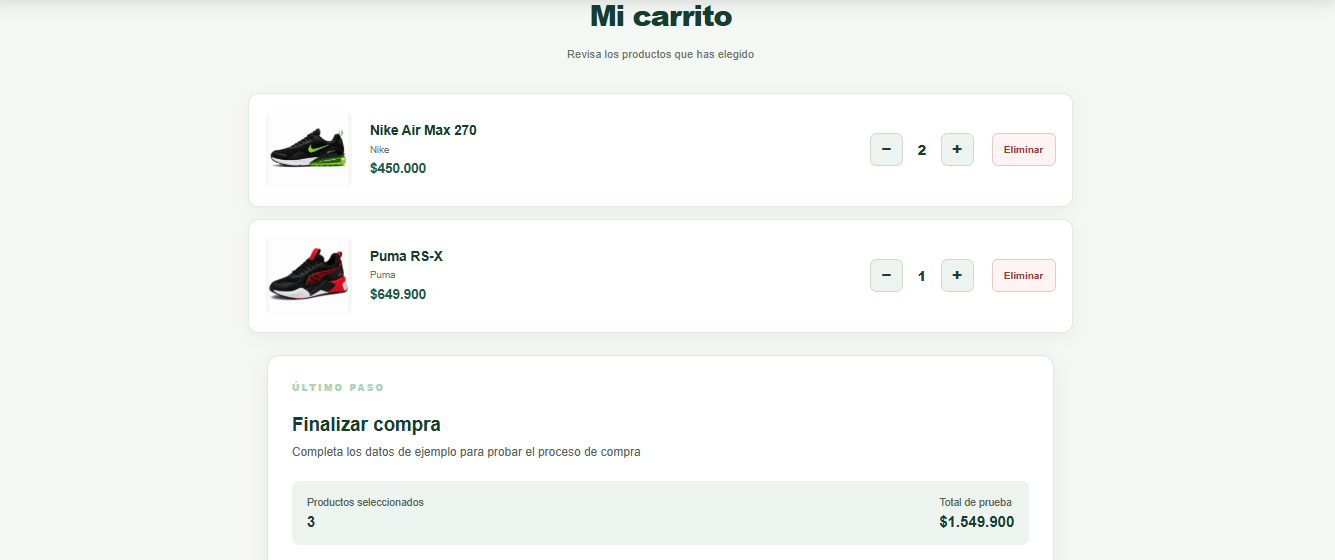 Mi carrito
Revisa los productos que has elegido
Nike Air Max 270
Nike
$450.000
− 2 + Eliminar
Puma RS-X
Puma
$649.900
− 1 + Eliminar
ÚLTIMO PASO
Finalizar compra
Completa los datos de ejemplo para probar el proceso de compra
Productos seleccionados
3
Total de prueba
$1.549.900